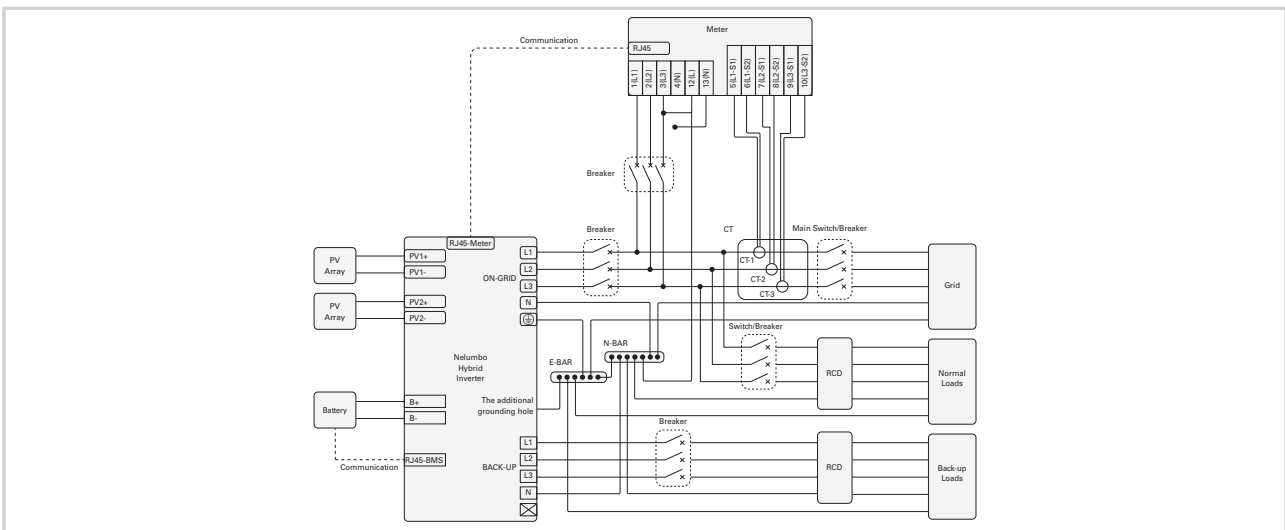 Meter
Communication
RJ45
1(L1)
2(L2)
3(L3)
4(N)
12(L)
13(N)
5(L1-S1)
6(L1-S2)
7(L2-S1)
8(L2-S2)
9(L3-S1)
10(L3-S2)
Breaker
Breaker
CT
Main Switch/Breaker
RJ45-Meter
PV
Array
PV1+
PV1-
PV
Array
PV2+
PV2-
ON-GRID
L1
L2
L3
N
CT-1
CT-2
CT-3
Grid
Switch/Breaker
N-BAR
E-BAR
Nelumbo
Hybrid
Inverter
RCD
Normal
Loads
Battery
B+
B-
The additional
grounding hole
Breaker
RJ45-BMS
Communication
BACK-UP
L1
L2
L3
N
RCD
Back-up
Loads